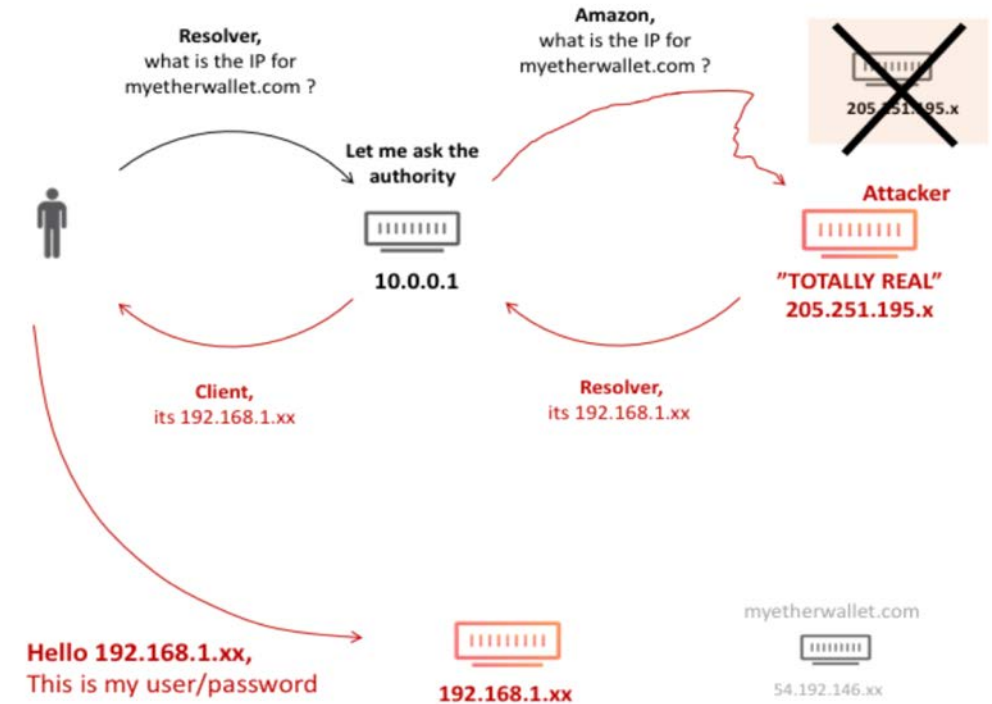 Resolver,
what is the IP for
myetherwallet.com ?
Amazon,
what is the IP for
myetherwallet.com ?
205.251.195.x
Let me ask the
authority
10.0.0.1
Attacker
”TOTALLY REAL”
205.251.195.x
Client,
its 192.168.1.xx
Resolver,
its 192.168.1.xx
Hello 192.168.1.xx,
This is my user/password
192.168.1.xx
myetherwallet.com
54.192.146.xx